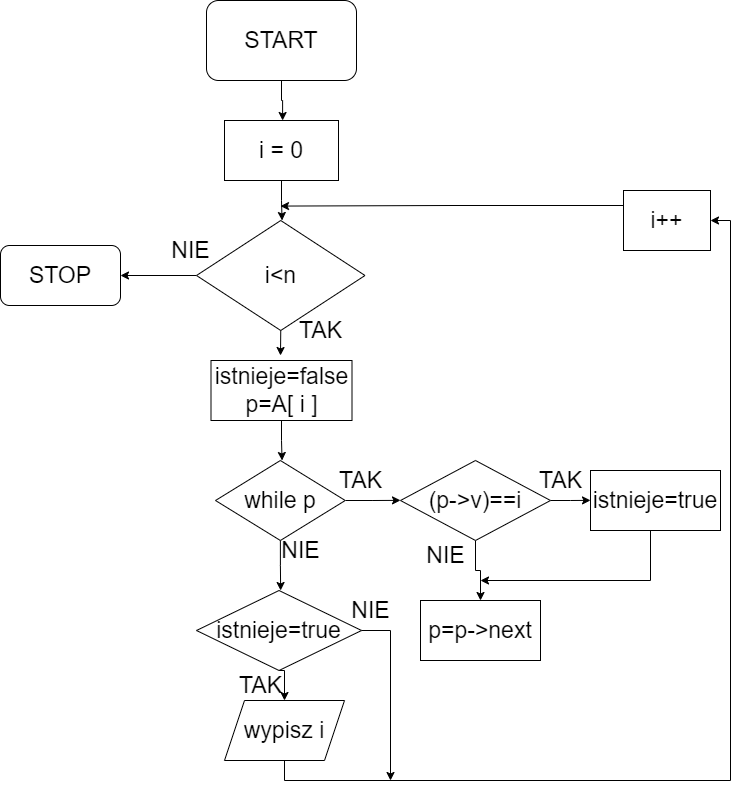 START
i = 0
i++
NIE
STOP
i<n
TAK
istnieje=false
p=A[ i ]
while p
TAK
(p->v)==i
TAK
istnieje=true
NIE
NIE
istnieje=true
NIE
p=p->next
TAK
wypisz i